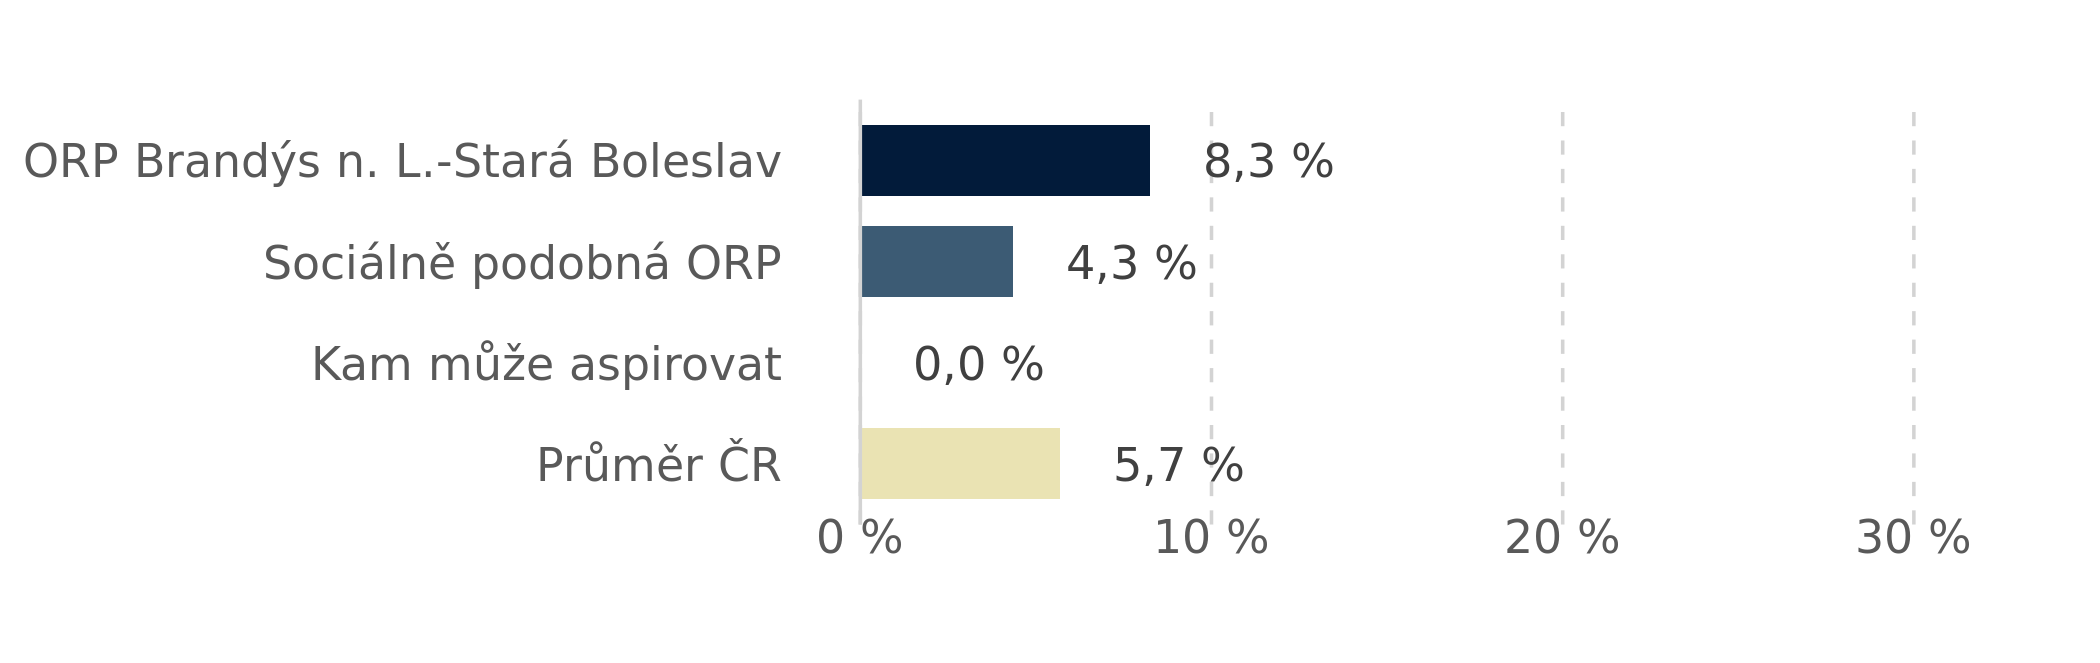 ORP Brandýs n. L.-Stará Boleslav 8,3 %
Sociálně podobná ORP 4,3 %
Kam může aspirovat 0,0 %
Průměr ČR 5,7 %
0 % 10 % 20 % 30 %